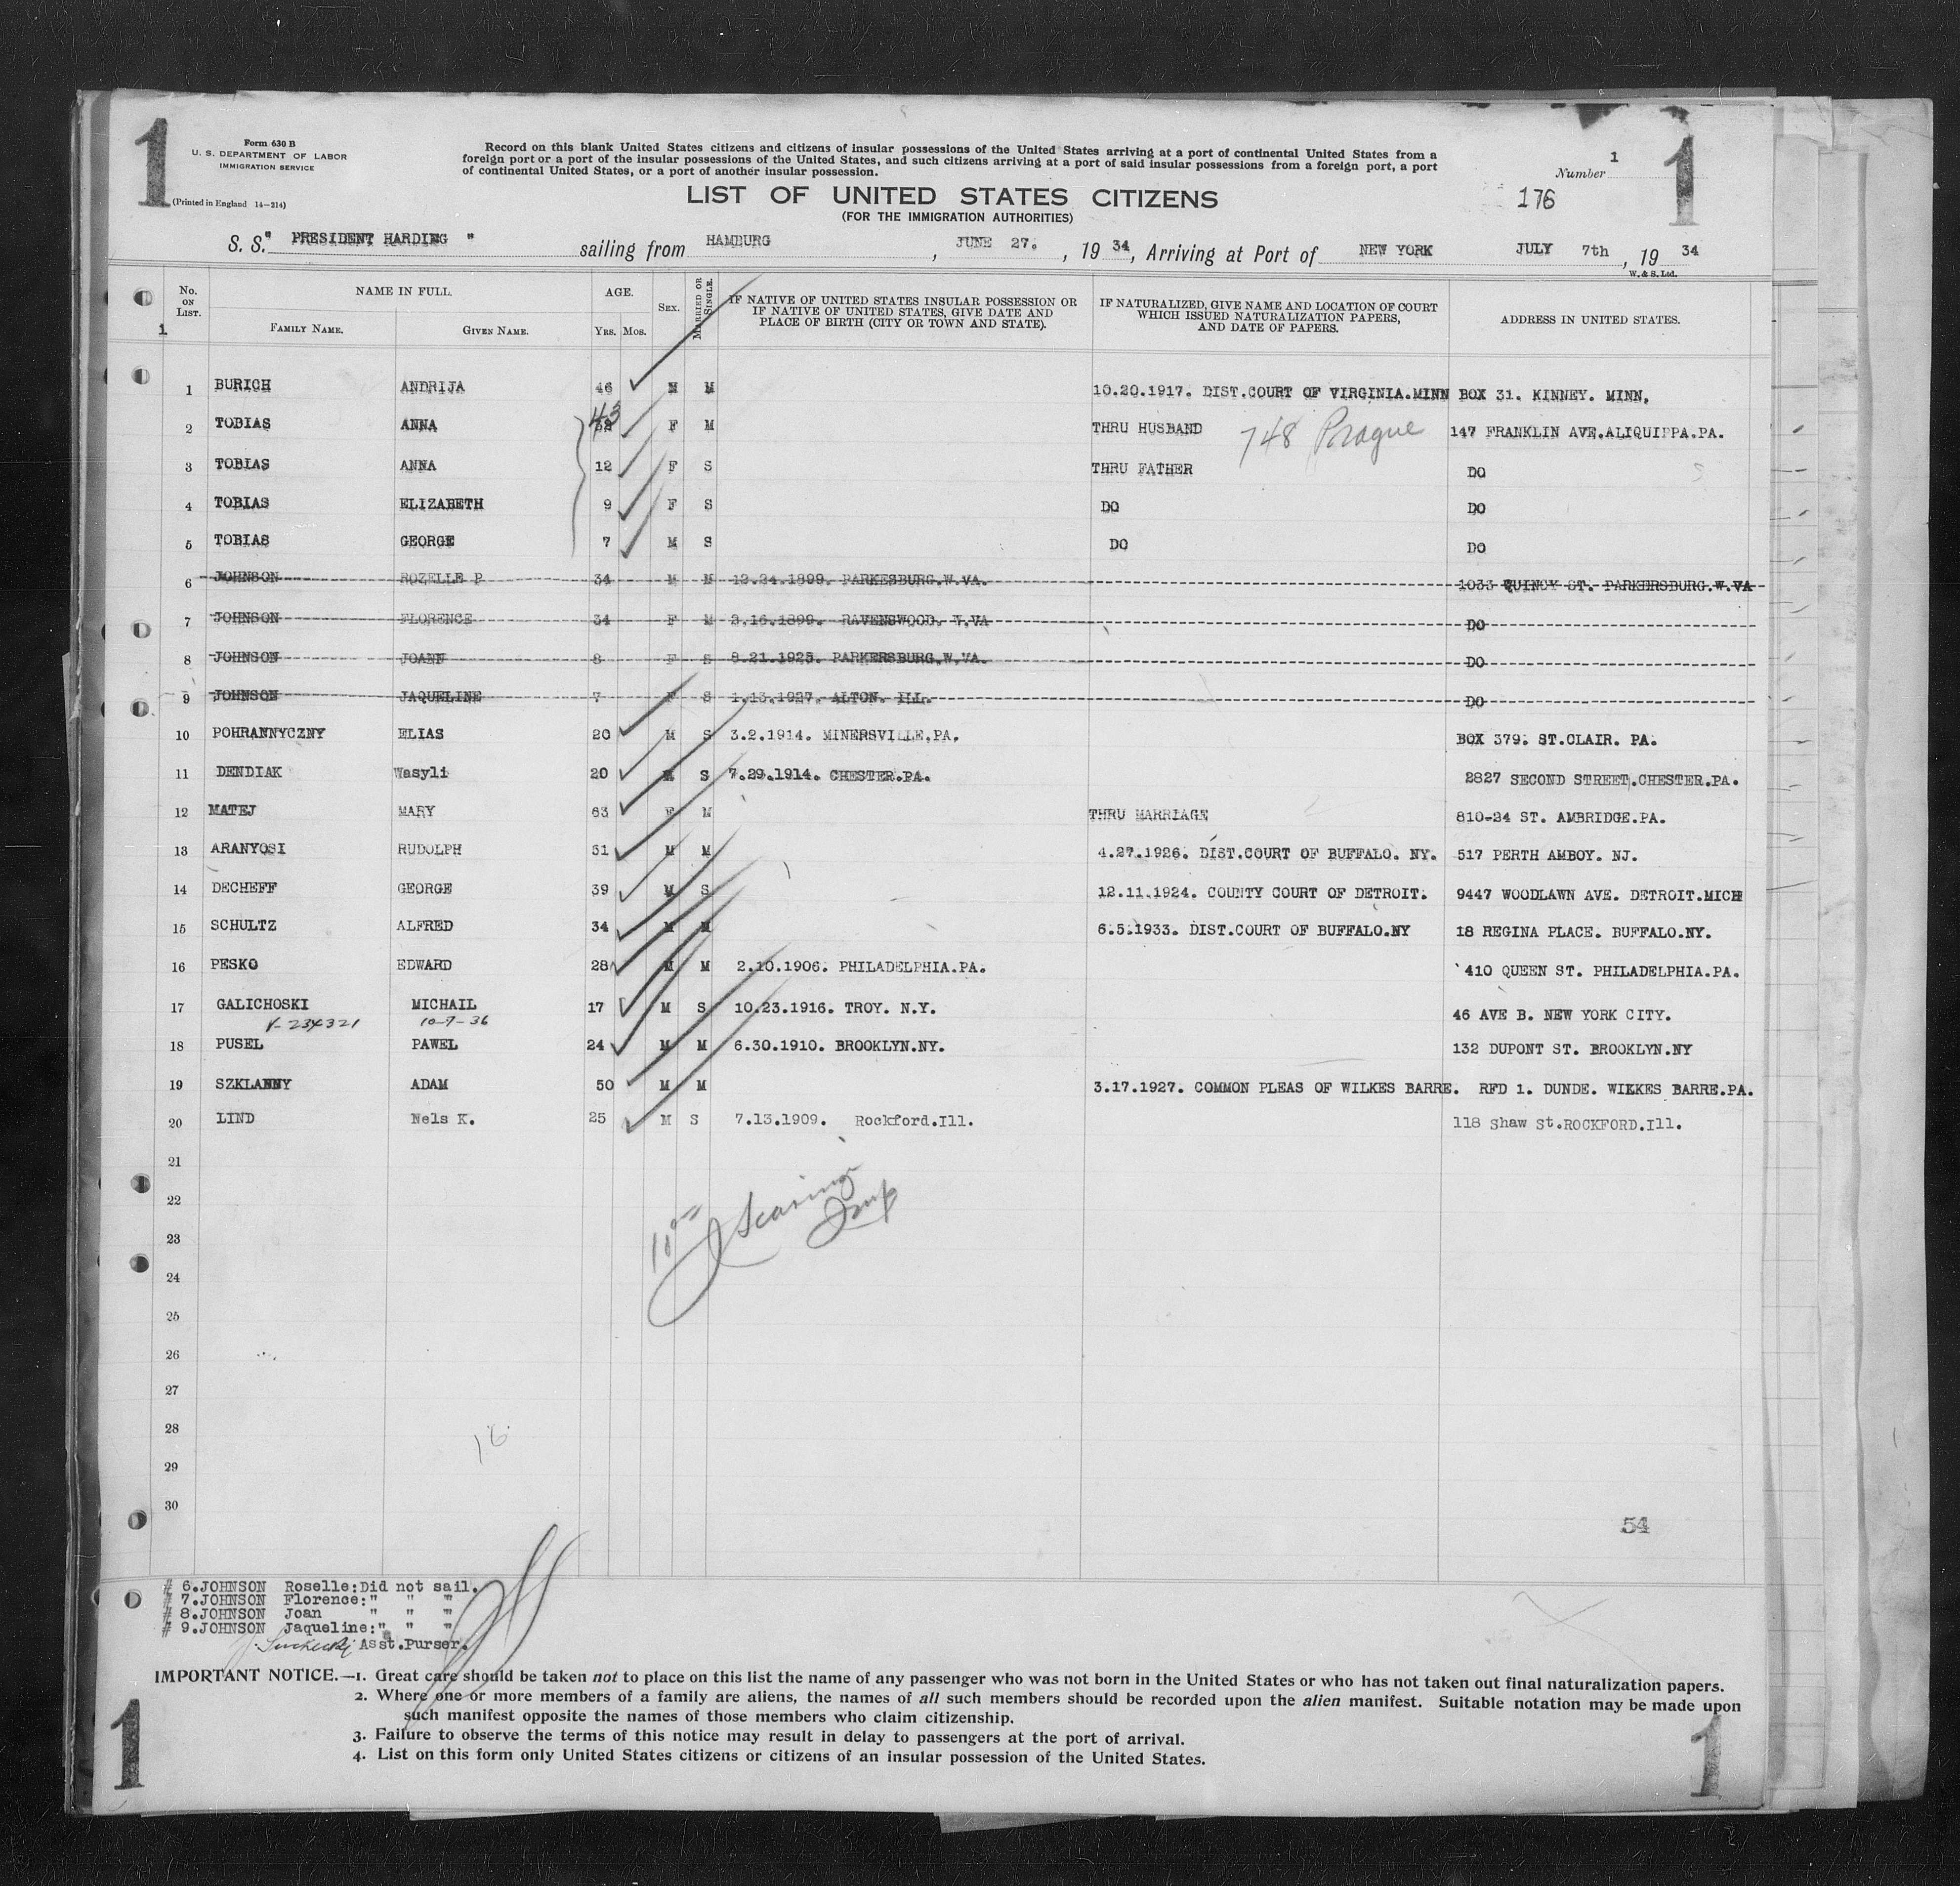 1
Form 630 B
U. S. DEPARTMENT OF LABOR
IMMIGRATION SERVICE
(Printed in England 14-214)
Record on this blank United States citizens and citizens of insular possessions of the United States arriving at a port of continental United States from a
foreign port or a port of the insular possessions of the United States, and such citizens arriving at a port of said insular possessions from a foreign port, a port
of continental United States, or a port of another insular possession.
LIST OF UNITED STATES CITIZENS
(FOR THE IMMIGRATION AUTHORITIES)
Number 1
1
176
S. S. " PRESIDENT HARDING " sailing from HAMBURG, JUNE 27. , 19 34, Arriving at Port of NEW YORK JULY 7th, 19 34
W. & S. Ltd.
No. ON LIST. NAME IN FULL. AGE. SEX. MARRIED OR SINGLE. IF NATIVE OF UNITED STATES INSULAR POSSESSION OR IF NATIVE OF UNITED STATES, GIVE DATE AND PLACE OF BIRTH (CITY OR TOWN AND STATE). IF NATURALIZED, GIVE NAME AND LOCATION OF COURT WHICH ISSUED NATURALIZATION PAPERS, AND DATE OF PAPERS. ADDRESS IN UNITED STATES.
1 FAMILY NAME. GIVEN NAME. YRS. MOS.
1 BURICH ANDRIJA 46 M M 10.20.1917. DIST.COURT OF VIRGINIA.MINN BOX 31. KINNEY. MINN,
2 TOBIAS ANNA 43 F M THRU HUSBAND 748 Prague 147 FRANKLIN AVE.ALIQUIPPA.PA.
3 TOBIAS ANNA 12 F S THRU FATHER DO
4 TOBIAS ELIZABETH 9 F S DO DO
5 TOBIAS GEORGE 7 M S DO DO
6 JOHNSON ROZELLE P 34 M M 12.24.1899. PARKESBURG.W.VA. 1033 QUINCY ST. PARKERSBURG.W.VA
7 JOHNSON FLORENCE 34 F M 3.16.1899. RAVENSWOOD. W.VA DO
8 JOHNSON JOANN 8 F S 8.21.1925. PARKERSBURG.W.VA. DO
9 JOHNSON JAQUELINE 7 F S 1.13.1927. ALTON. ILL. DO
10 POHRANNYCZNY ELIAS 20 M S 3.2.1914. MINERSVILLE.PA. BOX 379. ST.CLAIR. PA.
11 DENDIAK Wasyli 20 M S 7.29.1914. CHESTER.PA. 2827 SECOND STREET.CHESTER.PA.
12 MATEJ MARY 63 F M THRU MARRIAGE 810-24 ST. AMBRIDGE.PA.
13 ARANYOSI RUDOLPH 51 M M 4.27.1926. DIST.COURT OF BUFFALO. NY. 517 PERTH AMBOY. NJ.
14 DECHEFF GEORGE 39 M S 12.11.1924. COUNTY COURT OF DETROIT. 9447 WOODLAWN AVE. DETROIT.MICH
15 SCHULTZ ALFRED 34 M M 6.5.1933. DIST.COURT OF BUFFALO.NY 18 REGINA PLACE. BUFFALO.NY.
16 PESKO EDWARD 28 M M 2.10.1906. PHILADELPHIA.PA. 410 QUEEN ST. PHILADELPHIA.PA.
17 GALICHOSKI MICHAIL 17 M S 10.23.1916. TROY. N.Y. 46 AVE B. NEW YORK CITY.
V-234321 10-7-36
18 PUSEL PAWEL 24 M M 6.30.1910. BROOKLYN.NY. 132 DUPONT ST. BROOKLYN.NY
19 SZKLANNY ADAM 50 M M 3.17.1927. COMMON PLEAS OF WILKES BARRE. RFD 1. DUNDE. WILKES BARRE.PA.
20 LIND Nels K. 25 M S 7.13.1909. Rockford.Ill. 118 Shaw St.ROCKFORD.Ill.
21
22
23
24
25
26
27
28
29
30
16
54
# 6.JOHNSON Roselle:Did not sail.
# 7.JOHNSON Florence:" " "
# 8.JOHNSON Joan " " "
# 9.JOHNSON Jaqueline:" " "
Asst.Purser.
IMPORTANT NOTICE.—1. Great care should be taken not to place on this list the name of any passenger who was not born in the United States or who has not taken out final naturalization papers.
2. Where one or more members of a family are aliens, the names of all such members should be recorded upon the alien manifest. Suitable notation may be made upon
such manifest opposite the names of those members who claim citizenship.
3. Failure to observe the terms of this notice may result in delay to passengers at the port of arrival.
4. List on this form only United States citizens or citizens of an insular possession of the United States.
1
1